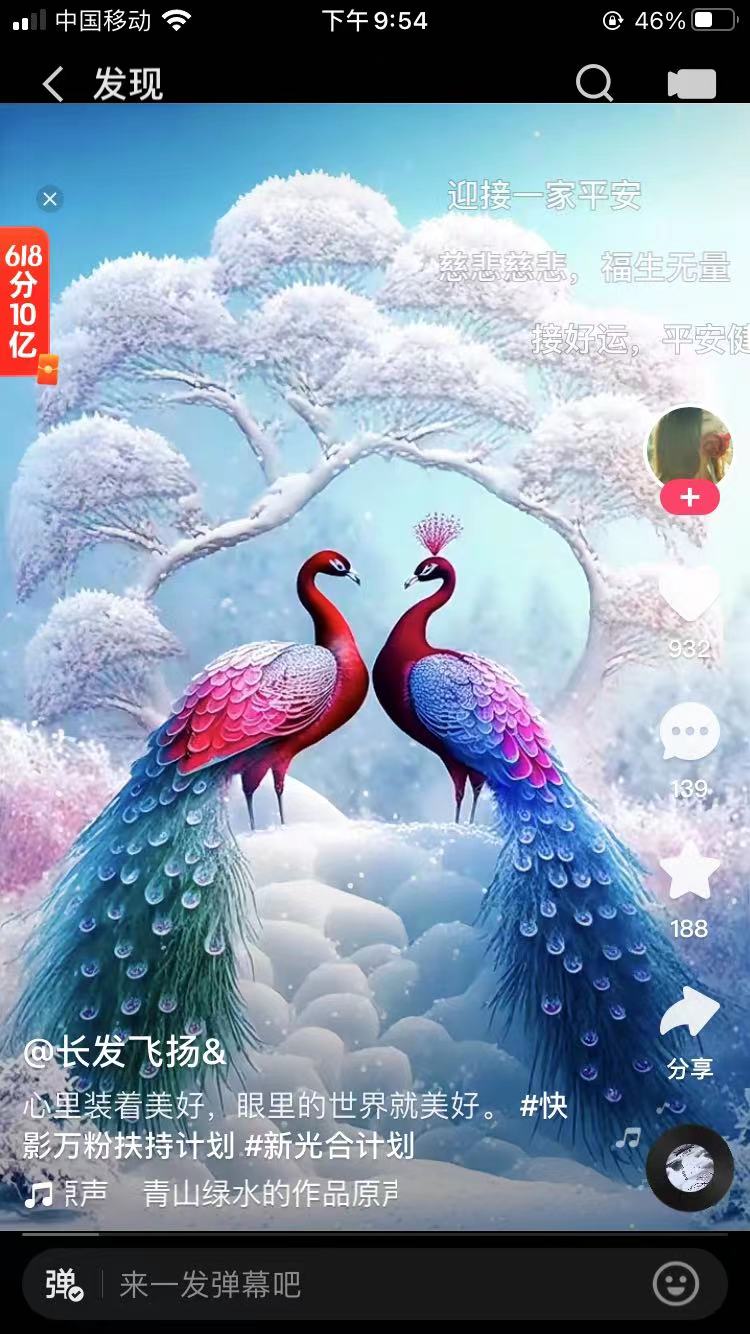 中国移动
下午9:54
46%
发现
迎接一家平安
慈悲慈悲，福生无量
接好运，平安健
618
分
10
亿
932
139
188
分享
@长发飞扬&
心里装着美好，眼里的世界就美好。 #快
影万粉扶持计划 #新光合计划
原声 青山绿水的作品原声
弹
来一发弹幕吧